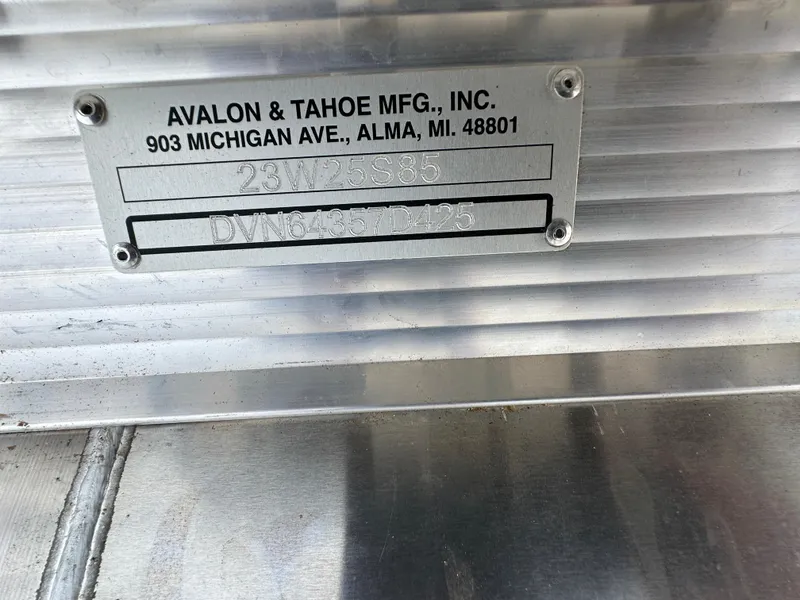 AVALON & TAHOE MFG., INC.
903 MICHIGAN AVE., ALMA, MI. 48801
23W25S85
DVN64357D425